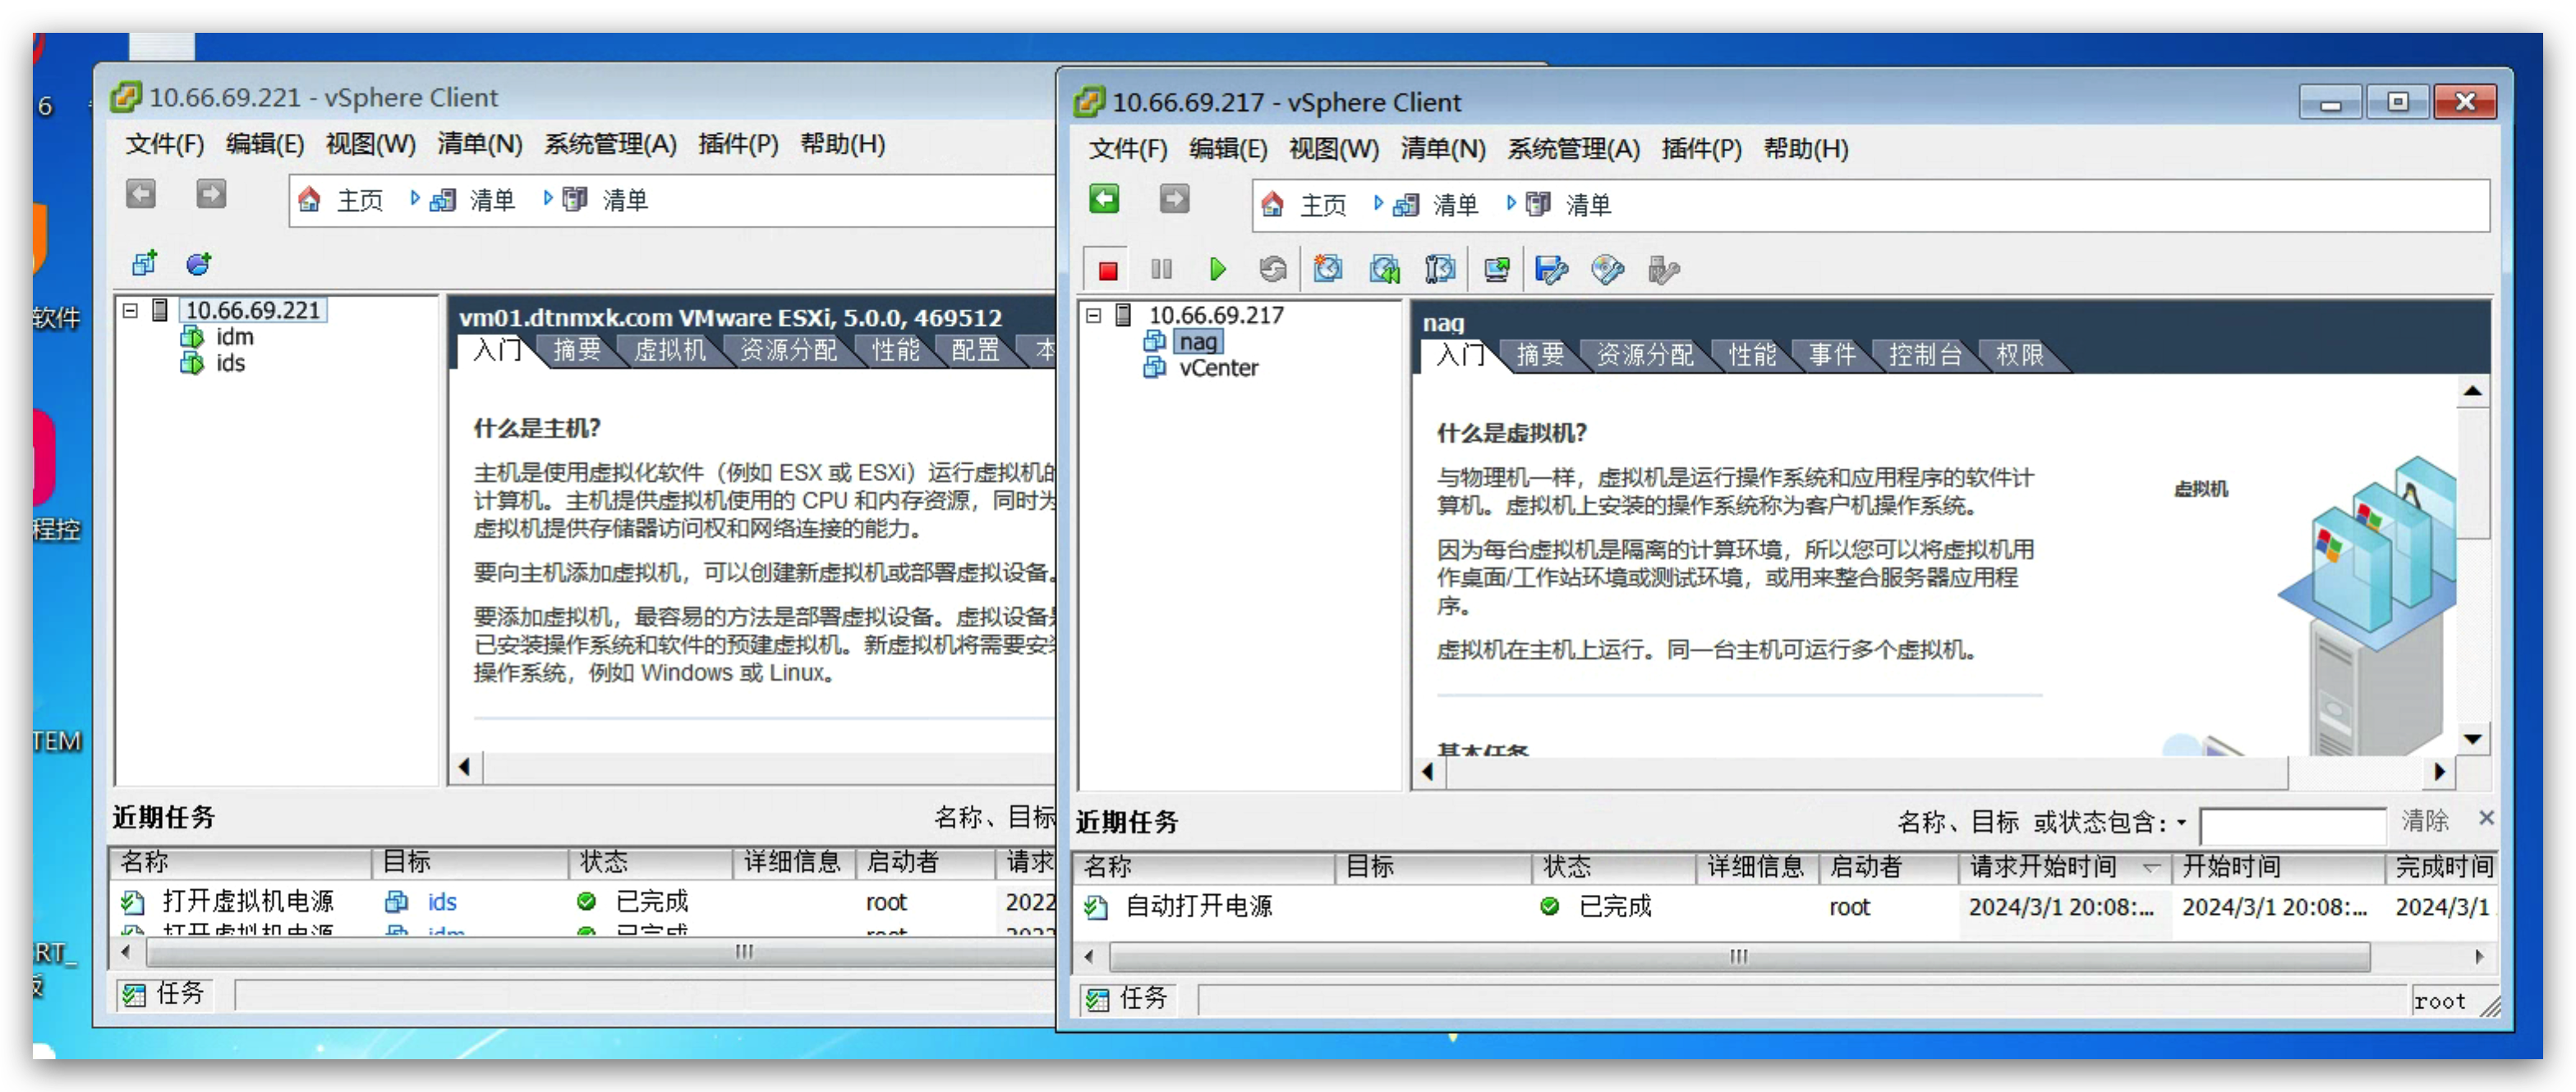 6
软件
程控
TEM
RT_
10.66.69.221 - vSphere Client
文件(F) 编辑(E) 视图(W) 清单(N) 系统管理(A) 插件(P) 帮助(H)
主页 清单 清单
10.66.69.221
idm
ids
vm01.dtnmxk.com VMware ESXi, 5.0.0, 469512
入门 摘要 虚拟机 资源分配 性能 配置 本
什么是主机?
主机是使用虚拟化软件（例如 ESX 或 ESXi）运行虚拟机的
计算机。主机提供虚拟机使用的 CPU 和内存资源，同时为
虚拟机提供存储器访问权和网络连接的能力。
要向主机添加虚拟机，可以创建新虚拟机或部署虚拟设备。
要添加虚拟机，最容易的方法是部署虚拟设备。虚拟设备是
已安装操作系统和软件的预建虚拟机。新虚拟机将需要安装
操作系统，例如 Windows 或 Linux。
近期任务 名称、目标
名称 目标 状态 详细信息 启动者 请求
打开虚拟机电源 ids 已完成 root 2022
打开虚拟机电源 idm 已完成 root 2022
任务
10.66.69.217 - vSphere Client
文件(F) 编辑(E) 视图(W) 清单(N) 系统管理(A) 插件(P) 帮助(H)
主页 清单 清单
10.66.69.217
nag
vCenter
nag
入门 摘要 资源分配 性能 事件 控制台 权限
什么是虚拟机?
与物理机一样，虚拟机是运行操作系统和应用程序的软件计
算机。虚拟机上安装的操作系统称为客户机操作系统。
因为每台虚拟机是隔离的计算环境，所以您可以将虚拟机用
作桌面/工作站环境或测试环境，或用来整合服务器应用程
序。
虚拟机在主机上运行。同一台主机可运行多个虚拟机。
虚拟机
基本任务
近期任务 名称、目标 或状态包含: 清除
名称 目标 状态 详细信息 启动者 请求开始时间 开始时间 完成时间
自动打开电源 已完成 root 2024/3/1 20:08:... 2024/3/1 20:08:... 2024/3/1
任务 root